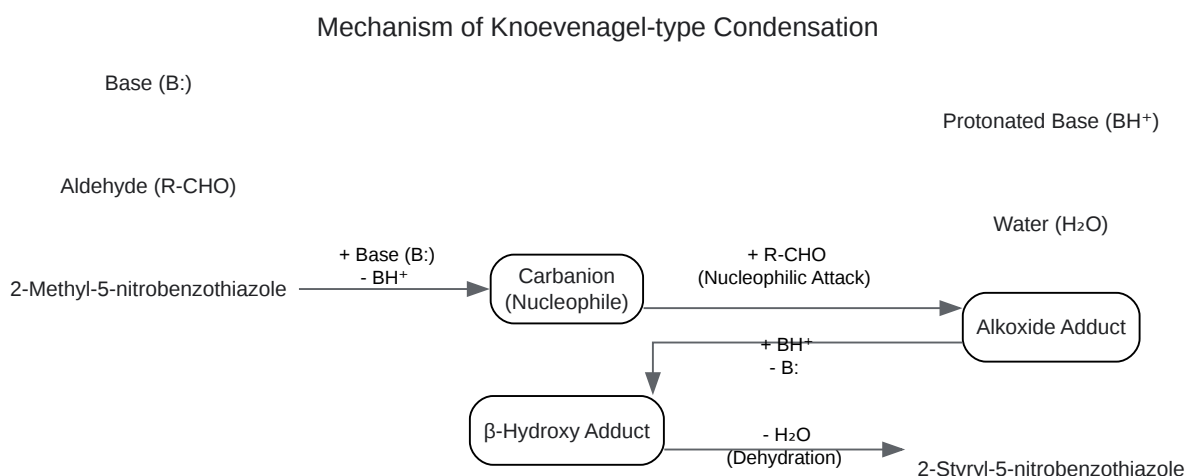 Mechanism of Knoevenagel-type Condensation
Base (B:)
Protonated Base (BH⁺)
Aldehyde (R-CHO)
Water (H₂O)
+ Base (B:)
- BH⁺
+ R-CHO
(Nucleophilic Attack)
2-Methyl-5-nitrobenzothiazole
Carbanion
(Nucleophile)
Alkoxide Adduct
+ BH⁺
- B:
β-Hydroxy Adduct
- H₂O
(Dehydration)
2-Styryl-5-nitrobenzothiazole